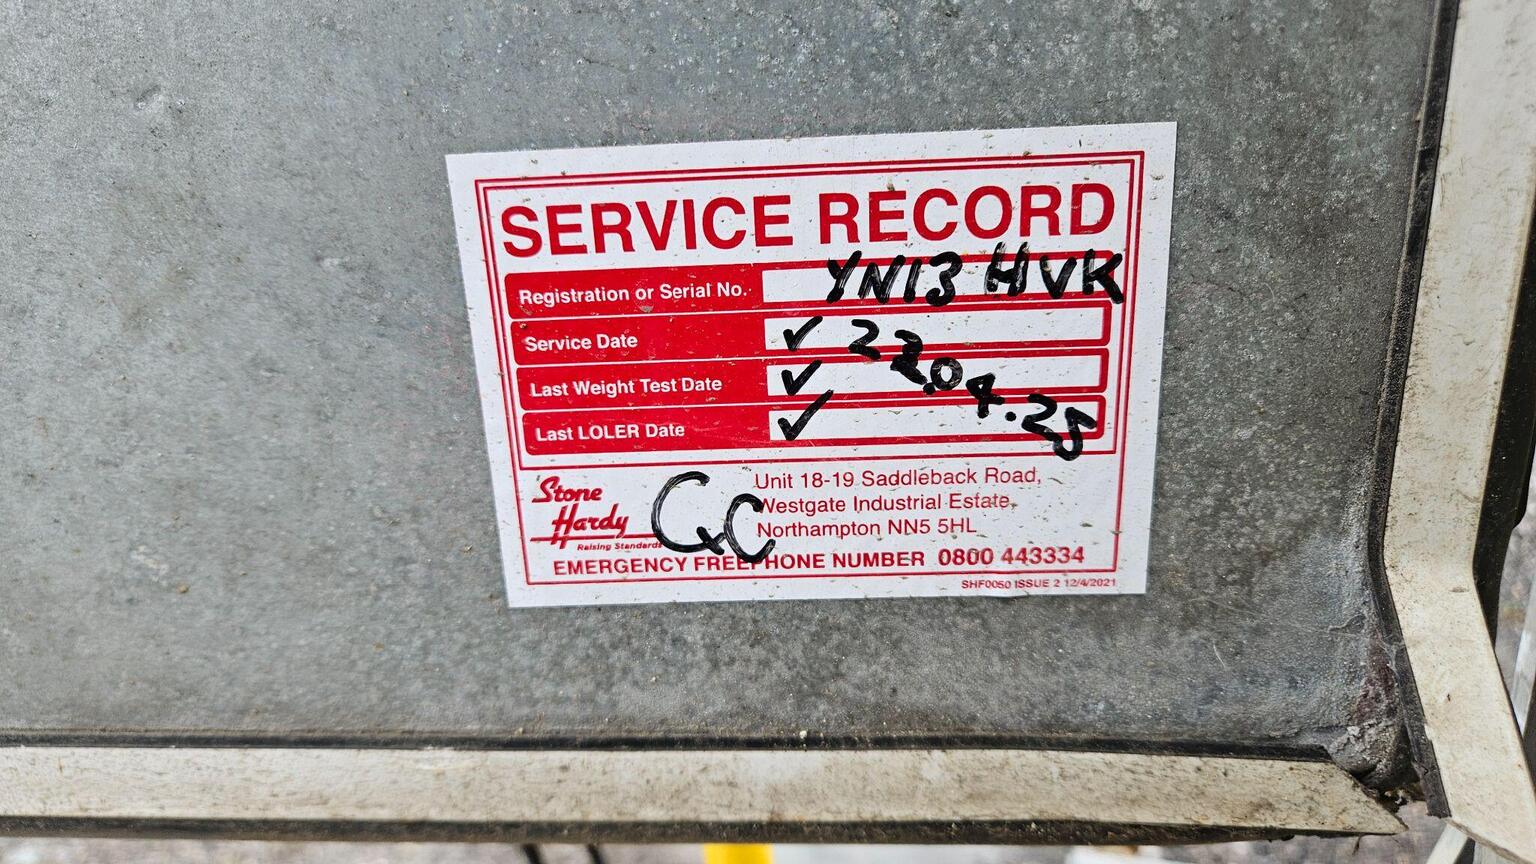 SERVICE RECORD
Registration or Serial No. YN13 HVK
Service Date ✓ 22.04.25
Last Weight Test Date ✓
Last LOLER Date ✓
Stone
Hardy
Raising Standards
GC
Unit 18-19 Saddleback Road,
Westgate Industrial Estate,
Northampton NN5 5HL
EMERGENCY FREEPHONE NUMBER 0800 443334
SHF0050 ISSUE 2 12/4/2021